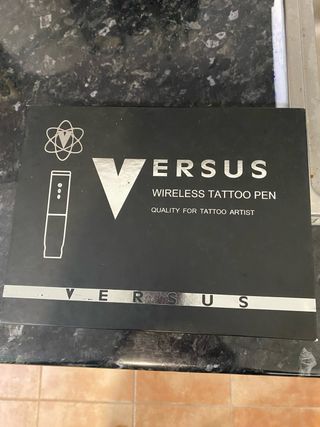 VERSUS
WIRELESS TATTOO PEN
QUALITY FOR TATTOO ARTIST
VERSUS